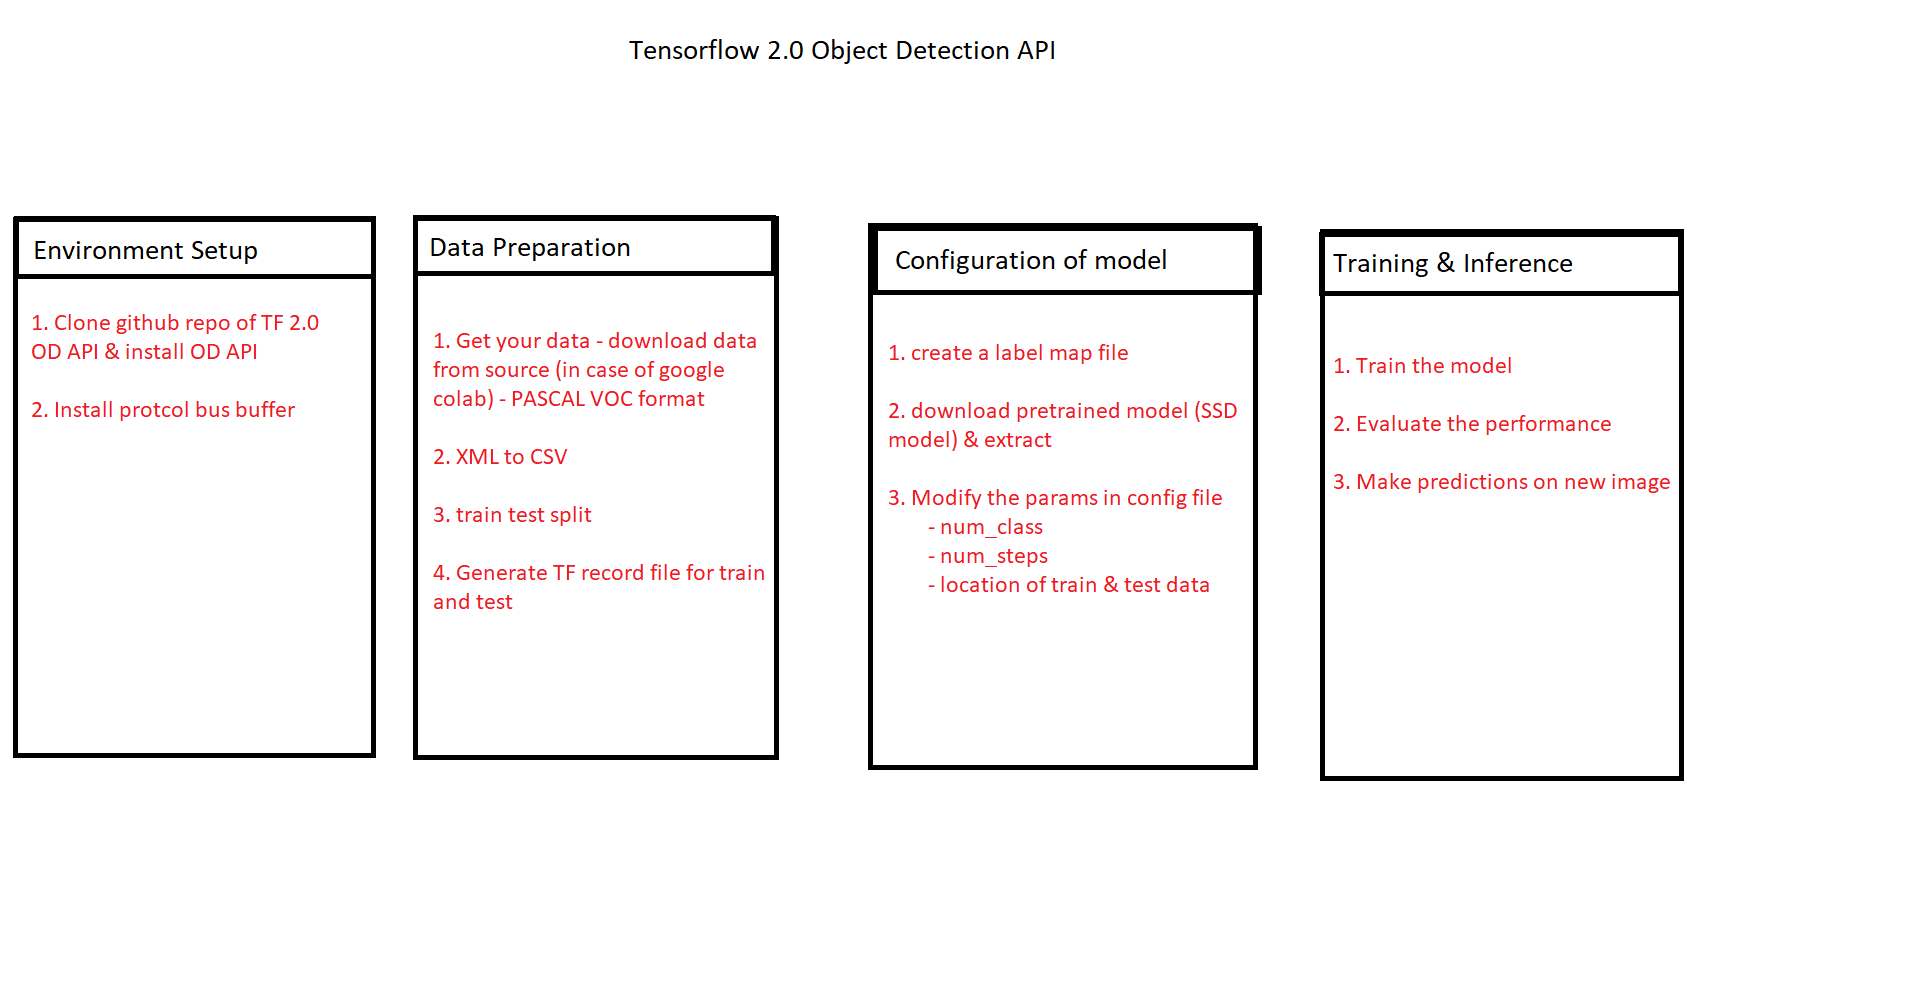 Tensorflow 2.0 Object Detection API
Environment Setup
1. Clone github repo of TF 2.0
OD API & install OD API
2. Install protcol bus buffer
Data Preparation
1. Get your data - download data
from source (in case of google
colab) - PASCAL VOC format
2. XML to CSV
3. train test split
4. Generate TF record file for train
and test
Configuration of model
1. create a label map file
2. download pretrained model (SSD
model) & extract
3. Modify the params in config file
- num_class
- num_steps
- location of train & test data
Training & Inference
1. Train the model
2. Evaluate the performance
3. Make predictions on new image